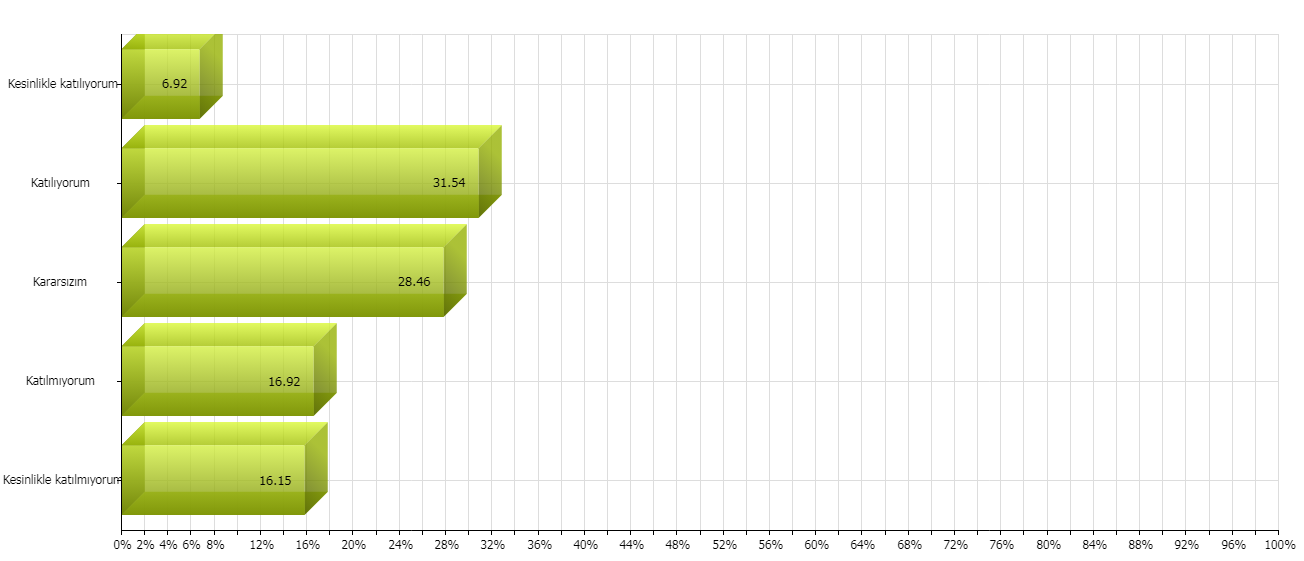 Kesinlikle katılıyorum
6.92
Katılıyorum
31.54
Kararsızım
28.46
Katılmıyorum
16.92
Kesinlikle katılmıyorum
16.15
0% 2% 4% 6% 8% 12% 16% 20% 24% 28% 32% 36% 40% 44% 48% 52% 56% 60% 64% 68% 72% 76% 80% 84% 88% 92% 96% 100%